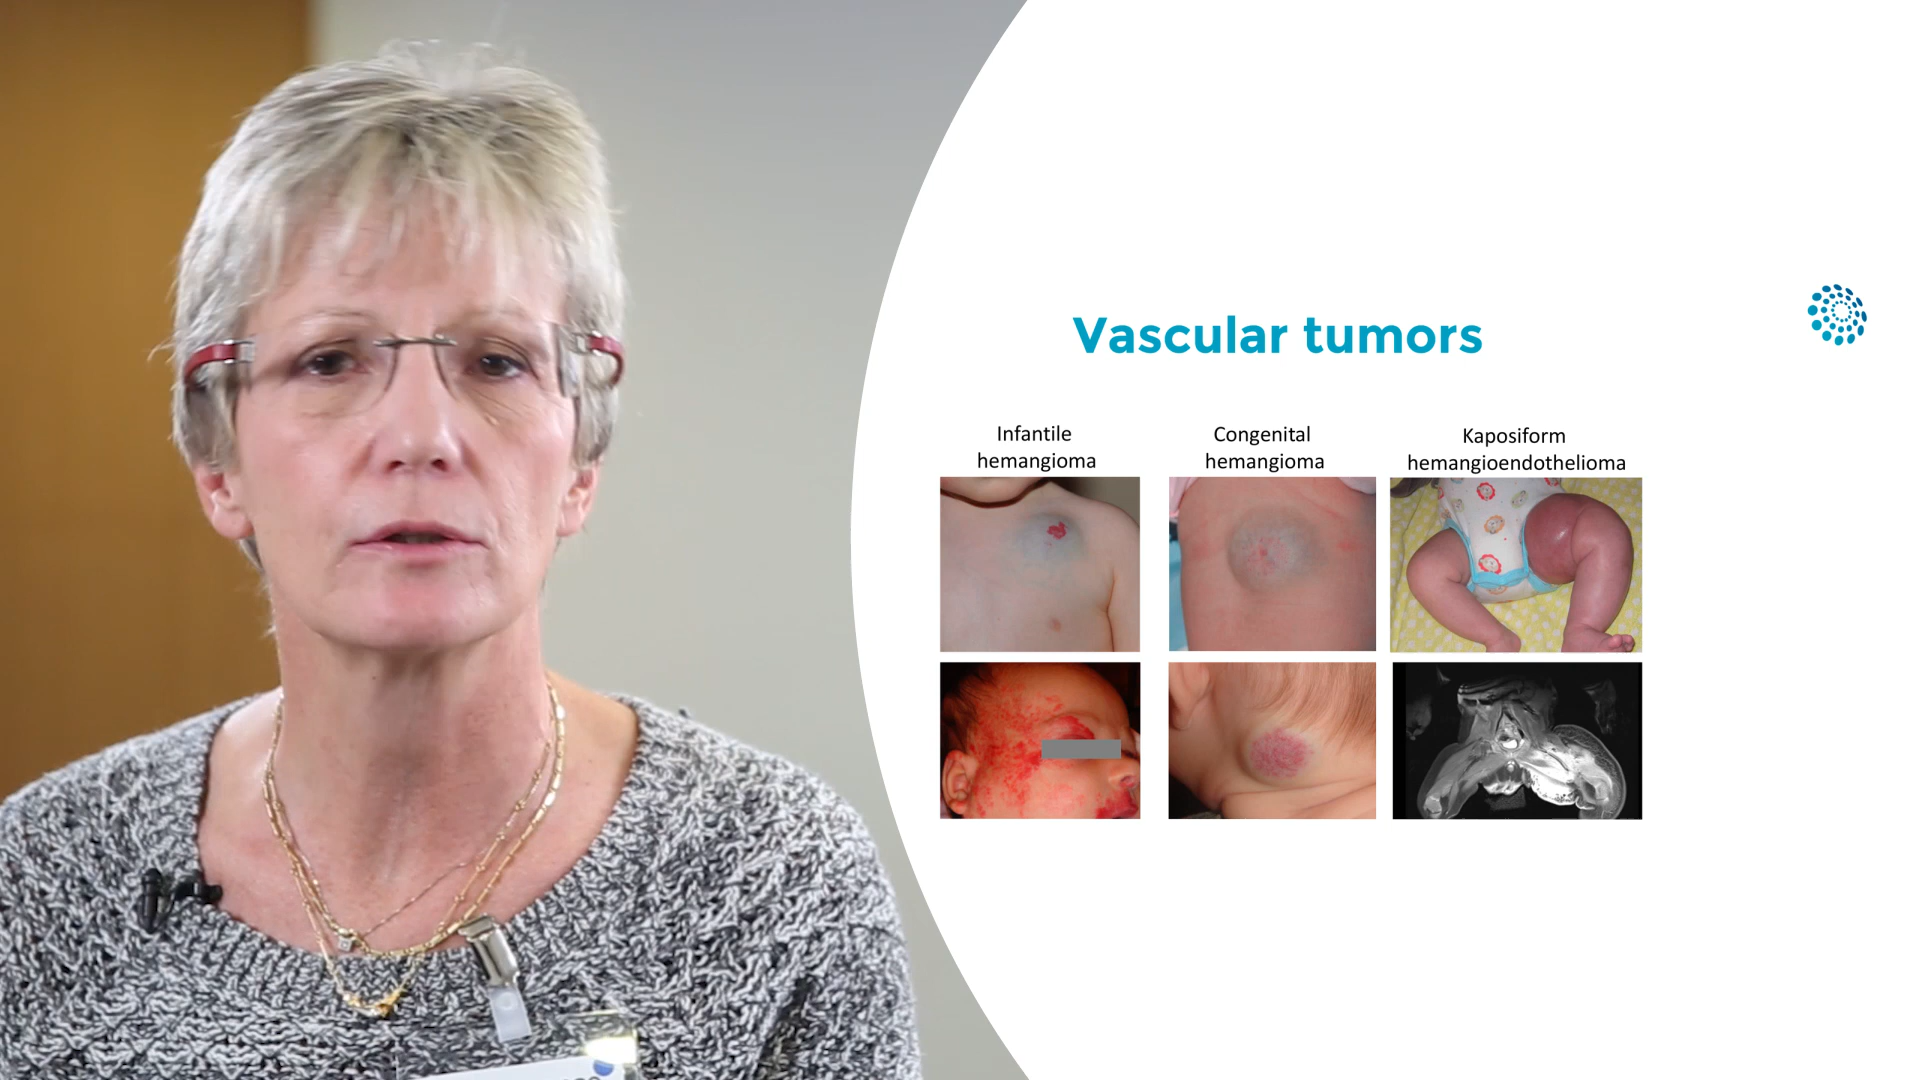 Vascular tumors
Infantile
hemangioma
Congenital
hemangioma
Kaposiform
hemangioendothelioma